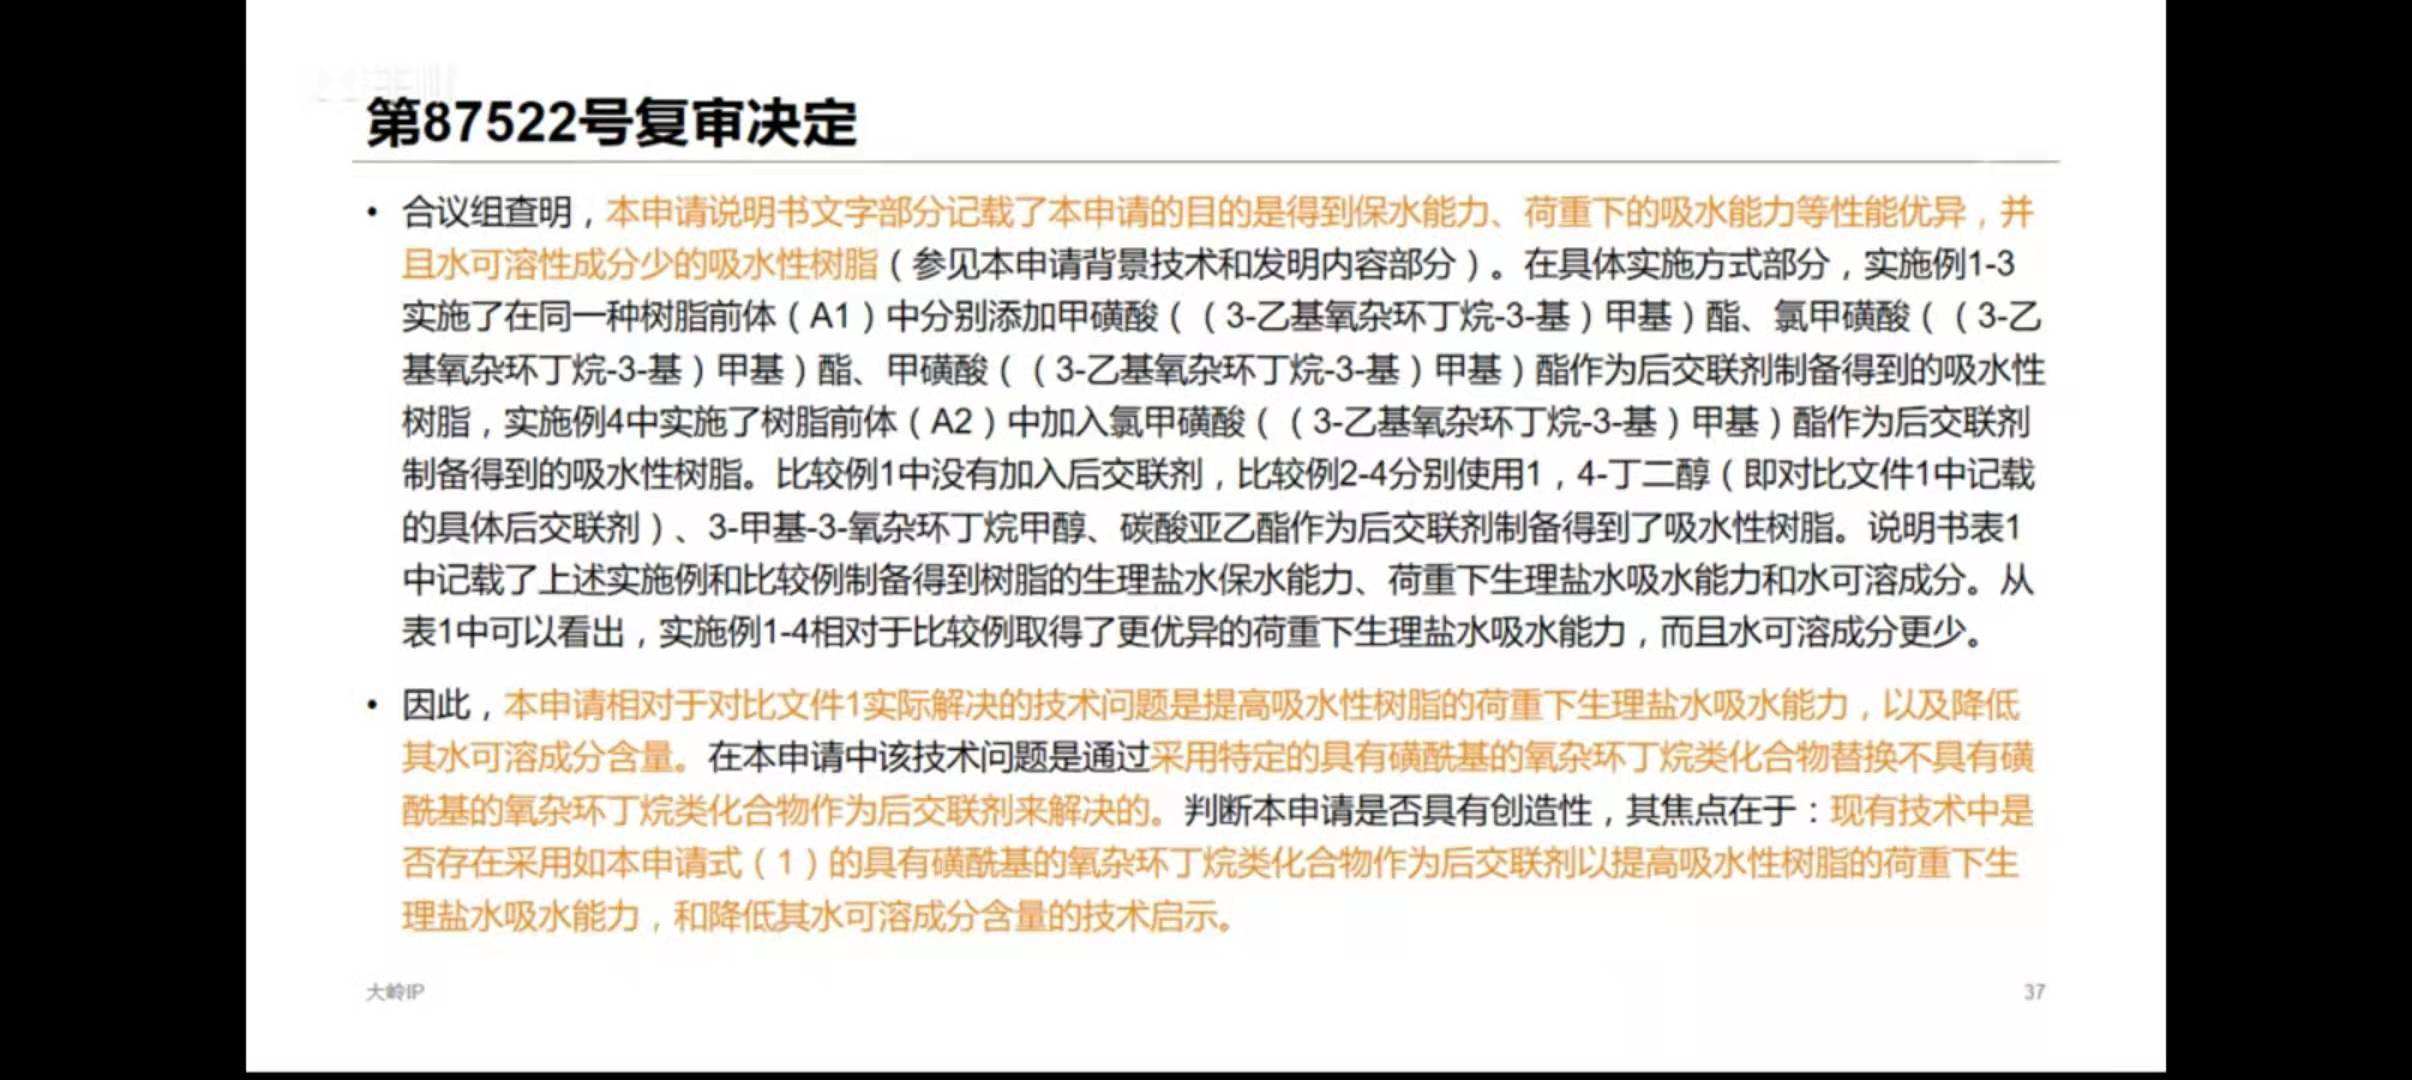 第87522号复审决定
• 合议组查明，本申请说明书文字部分记载了本申请的目的是得到保水能力、荷重下的吸水能力等性能优异，并
且水可溶性成分少的吸水性树脂（参见本申请背景技术和发明内容部分）。在具体实施方式部分，实施例1-3
实施了在同一种树脂前体（A1）中分别添加甲磺酸（（3-乙基氧杂环丁烷-3-基）甲基）酯、氯甲磺酸（（3-乙
基氧杂环丁烷-3-基）甲基）酯、甲磺酸（（3-乙基氧杂环丁烷-3-基）甲基）酯作为后交联剂制备得到的吸水性
树脂，实施例4中实施了树脂前体（A2）中加入氯甲磺酸（（3-乙基氧杂环丁烷-3-基）甲基）酯作为后交联剂
制备得到的吸水性树脂。比较例1中没有加入后交联剂，比较例2-4分别使用1，4-丁二醇（即对比文件1中记载
的具体后交联剂）、3-甲基-3-氧杂环丁烷甲醇、碳酸亚乙酯作为后交联剂制备得到了吸水性树脂。说明书表1
中记载了上述实施例和比较例制备得到树脂的生理盐水保水能力、荷重下生理盐水吸水能力和水可溶成分。从
表1中可以看出，实施例1-4相对于比较例取得了更优异的荷重下生理盐水吸水能力，而且水可溶成分更少。
• 因此，本申请相对于对比文件1实际解决的技术问题是提高吸水性树脂的荷重下生理盐水吸水能力，以及降低
其水可溶成分含量。在本申请中该技术问题是通过采用特定的具有磺酰基的氧杂环丁烷类化合物替换不具有磺
酰基的氧杂环丁烷类化合物作为后交联剂来解决的。判断本申请是否具有创造性，其焦点在于：现有技术中是
否存在采用如本申请式（1）的具有磺酰基的氧杂环丁烷类化合物作为后交联剂以提高吸水性树脂的荷重下生
理盐水吸水能力，和降低其水可溶成分含量的技术启示。
大岭IP
37